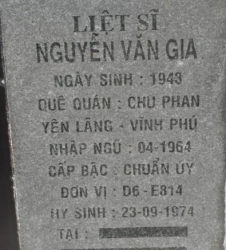 LIỆT SĨ
NGUYỄN VĂN GIA
NGÀY SINH : 1943
QUÊ QUÁN : CHU PHAN
YÊN LÃNG - VĨNH PHÚ
NHẬP NGŨ : 04-1964
CẤP BẬC : CHUẨN ÚY
ĐƠN VỊ : D6 - E814
HY SINH : 23-09-1974
TẠI :